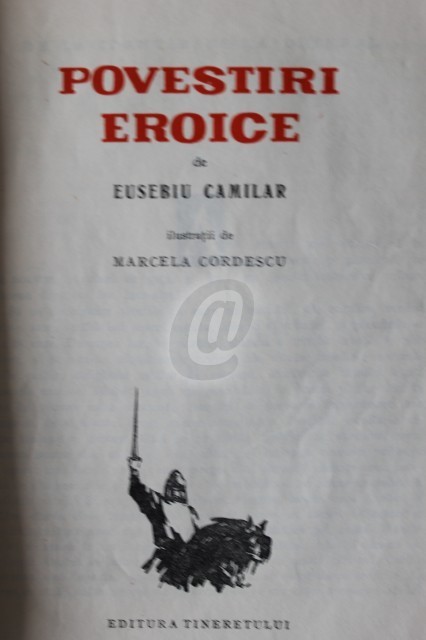 POVESTIRI
EROICE
de
EUSEBIU CAMILAR
ilustrații de
MARCELA CORDESCU
@
EDITURA TINERETULUI